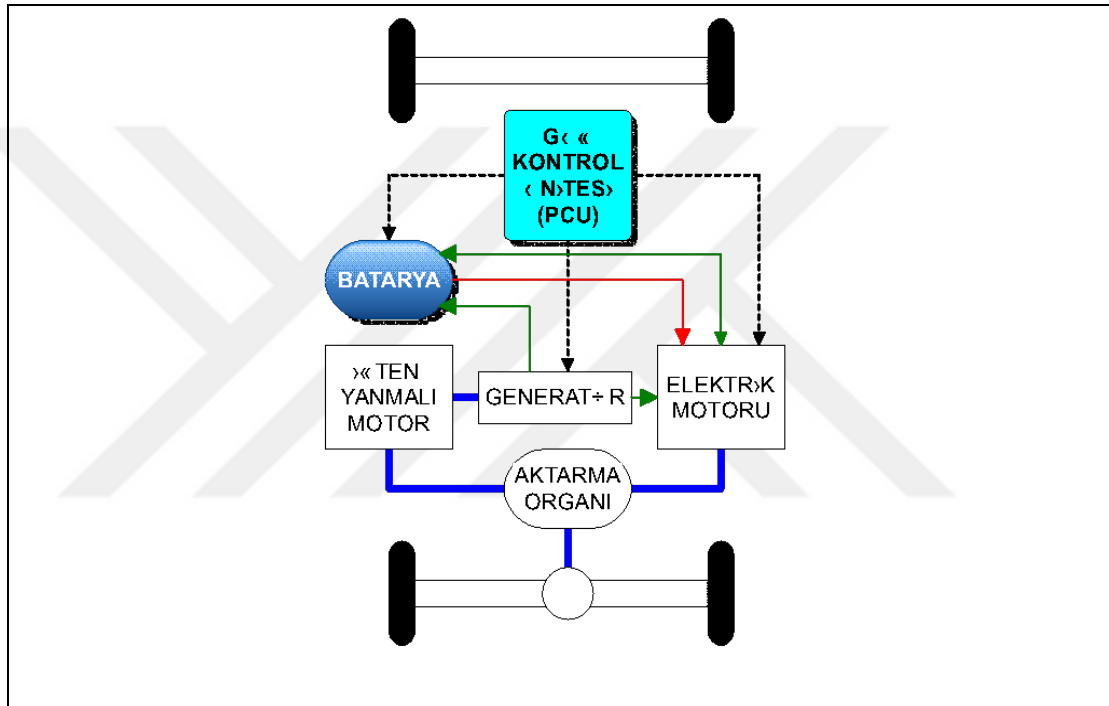 G‹ «
KONTROL
‹ N›TES›
(PCU)
BATARYA
›« TEN
YANMALI
MOTOR
GENERAT÷ R
ELEKTR›K
MOTORU
AKTARMA
ORGANI